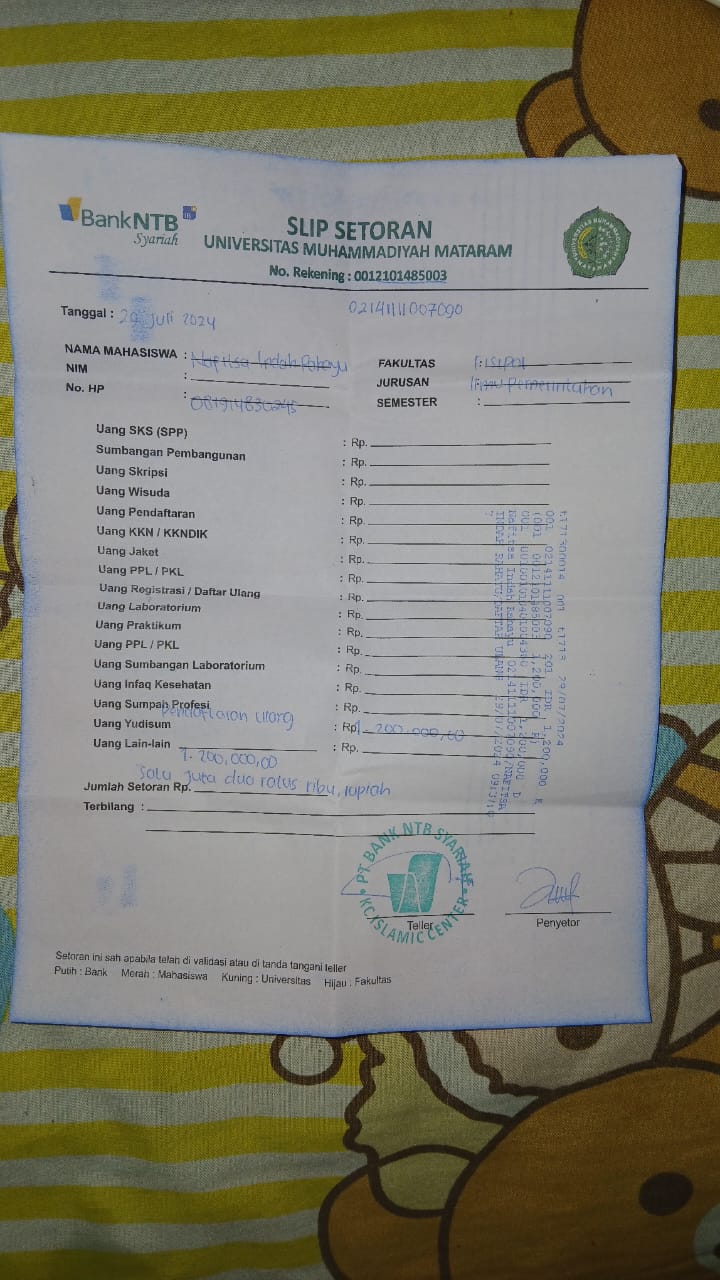 BankNTB
Syariah
SLIP SETORAN
UNIVERSITAS MUHAMMADIYAH MATARAM
No. Rekening : 0012101485003
Tanggal : 29 Juli 2024
02141111007090
NAMA MAHASISWA : Nafitsa Indah Rahayu
NIM :
No. HP :
FAKULTAS : Fisipol
JURUSAN : Ilmu Pemerintahan
SEMESTER :
Uang SKS (SPP) : Rp.
Sumbangan Pembangunan : Rp.
Uang Skripsi : Rp.
Uang Wisuda : Rp.
Uang Pendaftaran : Rp.
Uang KKN / KKNDIK : Rp.
Uang Jaket : Rp.
Uang PPL / PKL : Rp.
Uang Registrasi / Daftar Ulang : Rp.
Uang Laboratorium : Rp.
Uang Praktikum : Rp.
Uang PPL / PKL : Rp.
Uang Sumbangan Laboratorium : Rp.
Uang Infaq Kesehatan : Rp.
Uang Sumpah Profesi : Rp.
Pendaftaran Ulang
Uang Yudisum : Rp 1.200.000,00
Uang Lain-lain : Rp.
1.200.000,00
Jumlah Setoran Rp.
Satu juta dua ratus ribu rupiah
Terbilang :
PT BANK NTB SYARIAH
KC ISLAMIC CENTER
Teller
Penyetor
Setoran ini sah apabila telah di validasi atau di tanda tangani teller
Putih : Bank Merah : Mahasiswa Kuning : Universitas Hijau : Fakultas